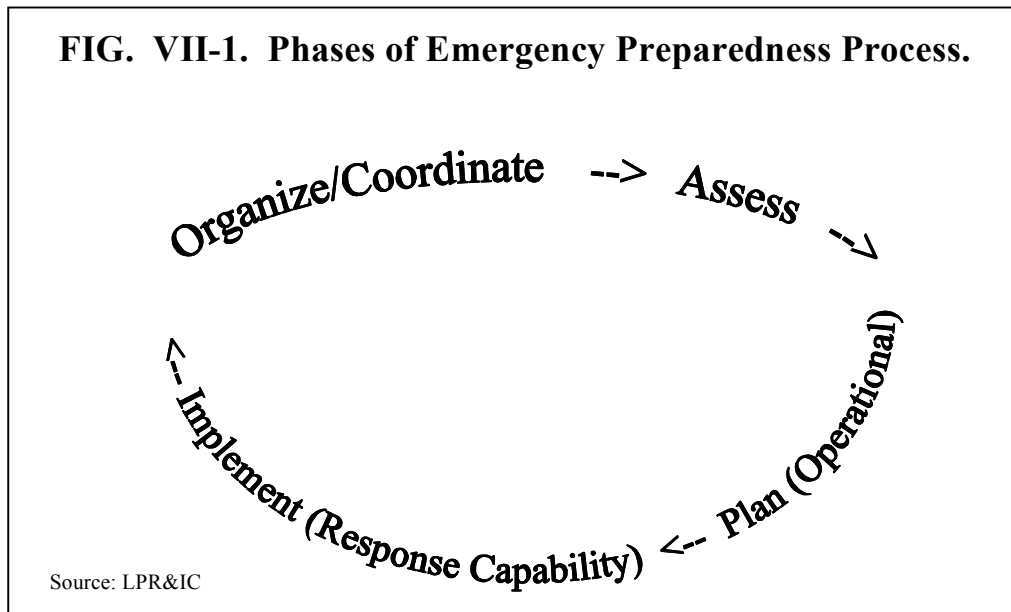 FIG. VII-1. Phases of Emergency Preparedness Process.
Organize/Coordinate --> Assess -->
Plan (Operational)
<-- Implement (Response Capability) <--
Source: LPR&IC